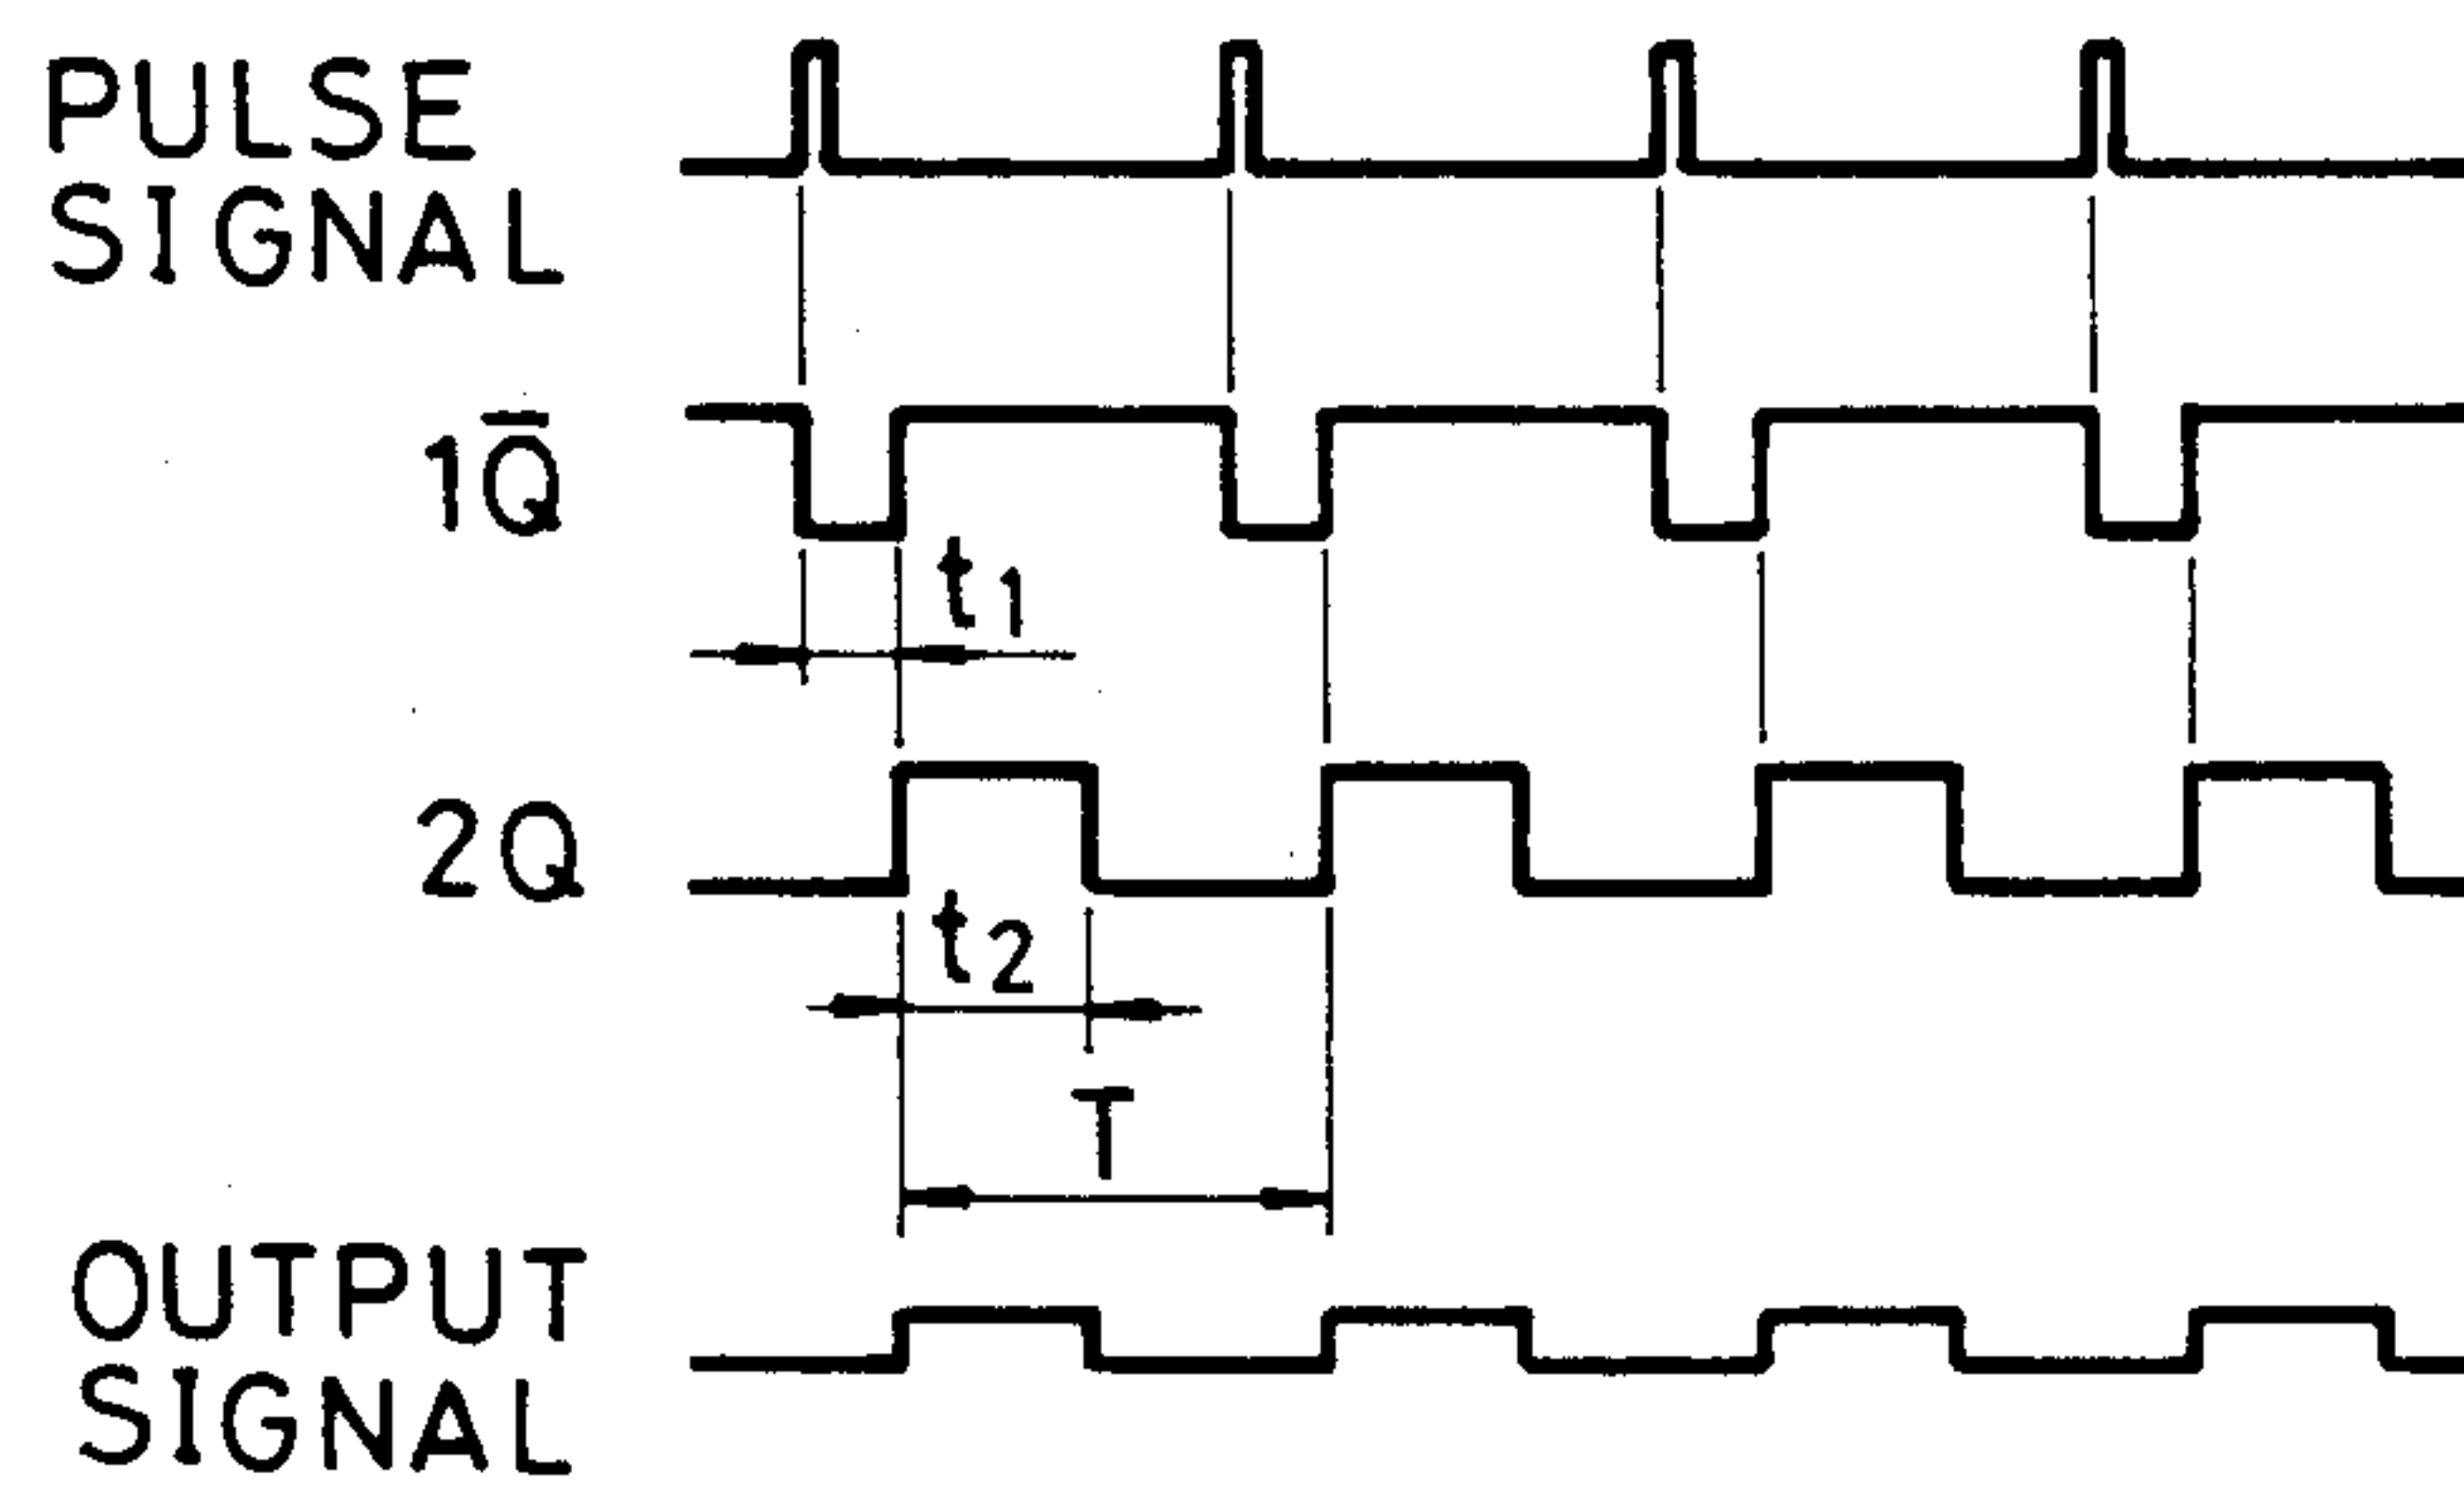 PULSE
SIGNAL
1Q̅
t1
2Q
t2
T
OUTPUT
SIGNAL